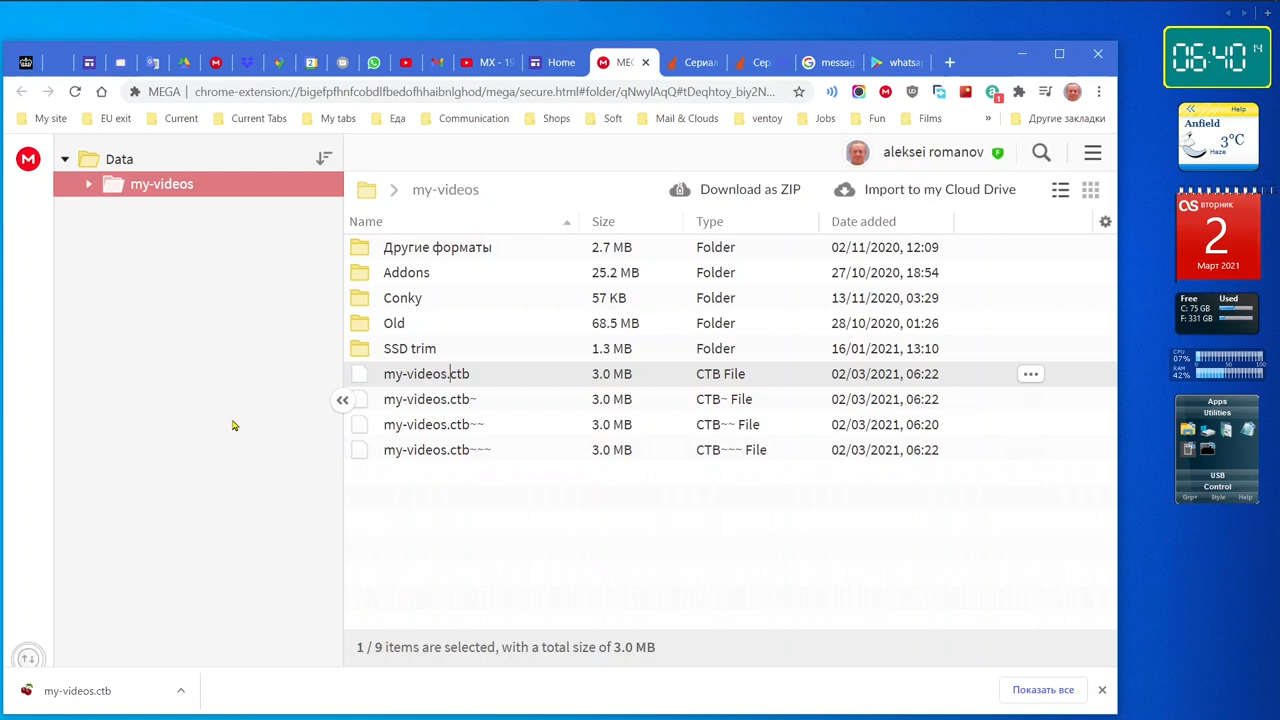 06:40 14
MX - 19
Home
MEG
Сериал
Сер
messag
whatsa
MEGA
chrome-extension://bigefpfhnfcobdlfbedofhhaibnlghod/mega/secure.html#folder/qNwylAqQ#tDeqhtoy_biy2N...
My site
EU exit
Current
Current Tabs
My tabs
Еда
Communication
Shops
Soft
Mail & Clouds
ventoy
Jobs
Fun
Films
»
Другие закладки
Data
my-videos
aleksei romanov
my-videos
Download as ZIP
Import to my Cloud Drive
Name Size Type Date added
Другие форматы 2.7 MB Folder 02/11/2020, 12:09
Addons 25.2 MB Folder 27/10/2020, 18:54
Conky 57 KB Folder 13/11/2020, 03:29
Old 68.5 MB Folder 28/10/2020, 01:26
SSD trim 1.3 MB Folder 16/01/2021, 13:10
my-videos.ctb 3.0 MB CTB File 02/03/2021, 06:22
my-videos.ctb~ 3.0 MB CTB~ File 02/03/2021, 06:22
my-videos.ctb~~ 3.0 MB CTB~~ File 02/03/2021, 06:20
my-videos.ctb~~~ 3.0 MB CTB~~~ File 02/03/2021, 06:22
1 / 9 items are selected, with a total size of 3.0 MB
my-videos.ctb
Показать все
Help
Anfield
3°C
Haze
вторник
2
Март 2021
Free Used
C: 75 GB
F: 331 GB
CPU
07%
0 50 100
RAM
42%
Apps
Utilities
USB
Control
Grp+ Style Help